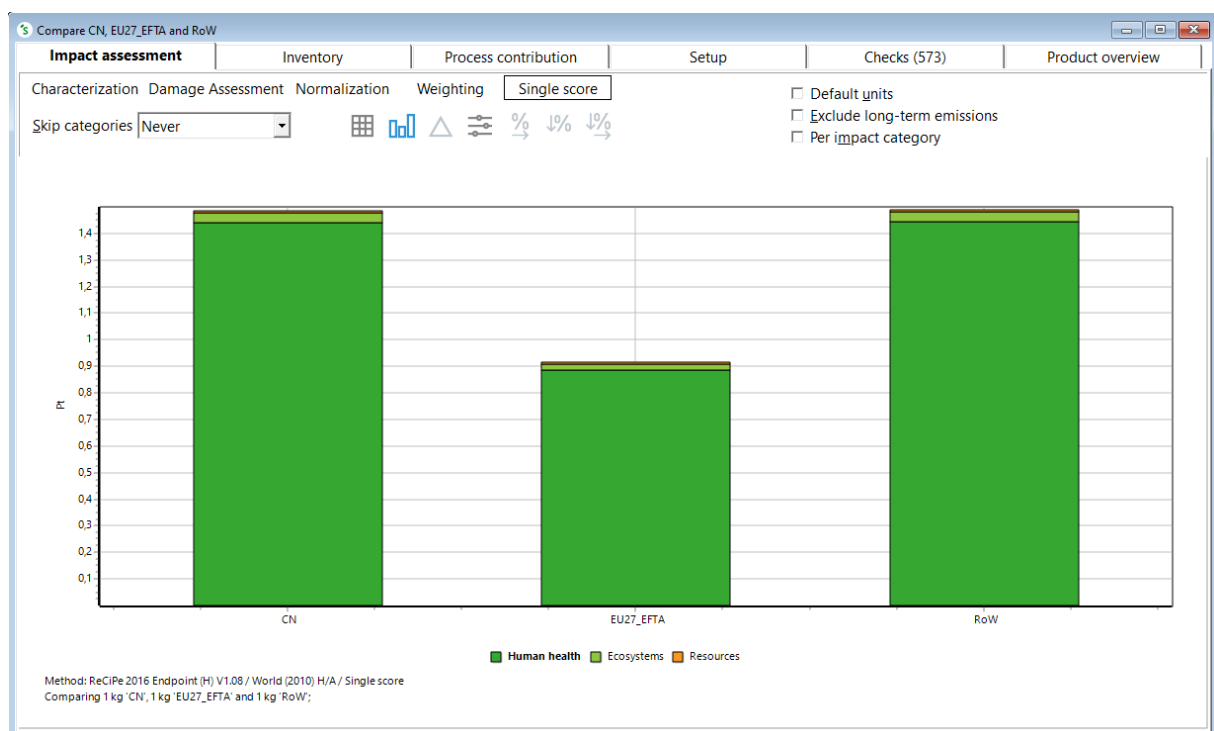 Compare CN, EU27_EFTA and RoW
Impact assessment Inventory Process contribution Setup Checks (573) Product overview
Characterization Damage Assessment Normalization Weighting Single score
Default units
Skip categories Never
Exclude long-term emissions
Per impact category
1,4
1,3
1,2
1,1
1
0,9
0,8
Pt
0,7
0,6
0,5
0,4
0,3
0,2
0,1
CN EU27_EFTA RoW
Human health Ecosystems Resources
Method: ReCiPe 2016 Endpoint (H) V1.08 / World (2010) H/A / Single score
Comparing 1 kg 'CN', 1 kg 'EU27_EFTA' and 1 kg 'RoW';